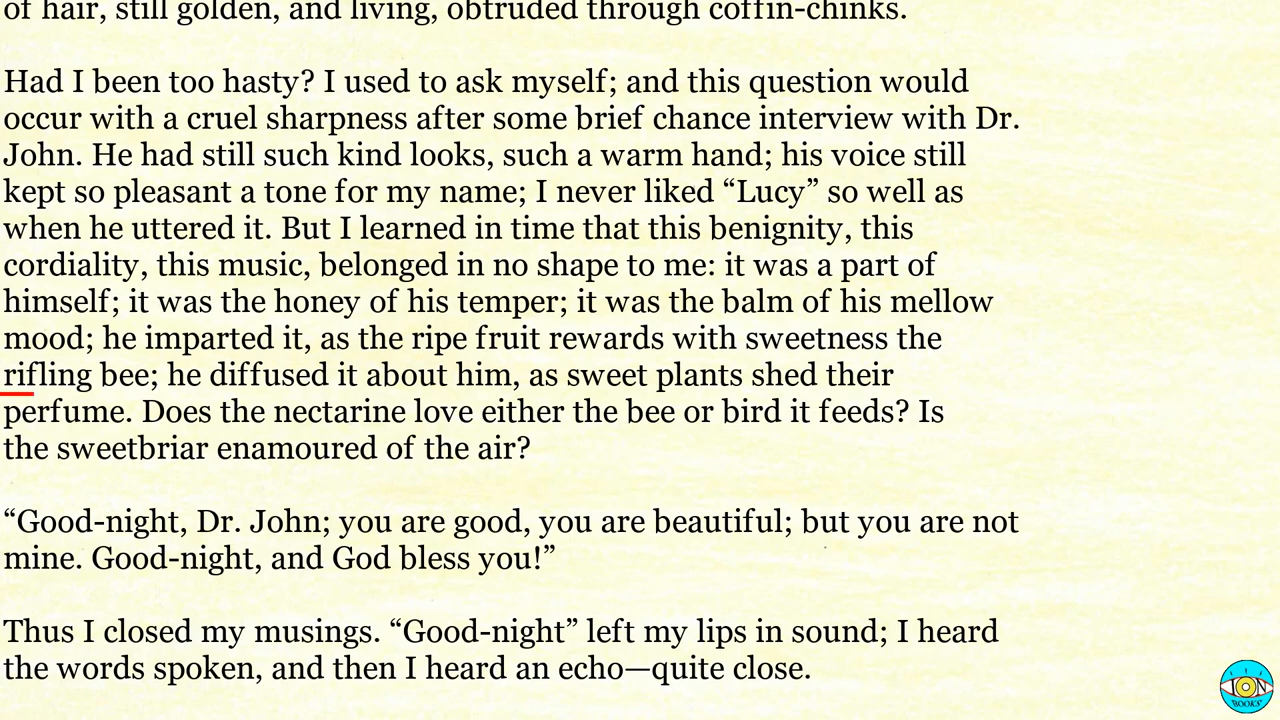 of hair, still golden, and living, obtruded through coffin-chinks.
Had I been too hasty? I used to ask myself; and this question would
occur with a cruel sharpness after some brief chance interview with Dr.
John. He had still such kind looks, such a warm hand; his voice still
kept so pleasant a tone for my name; I never liked “Lucy” so well as
when he uttered it. But I learned in time that this benignity, this
cordiality, this music, belonged in no shape to me: it was a part of
himself; it was the honey of his temper; it was the balm of his mellow
mood; he imparted it, as the ripe fruit rewards with sweetness the
rifling bee; he diffused it about him, as sweet plants shed their
perfume. Does the nectarine love either the bee or bird it feeds? Is
the sweetbriar enamoured of the air?
“Good-night, Dr. John; you are good, you are beautiful; but you are not
mine. Good-night, and God bless you!”
Thus I closed my musings. “Good-night” left my lips in sound; I heard
the words spoken, and then I heard an echo—quite close.
ION
BOOKS